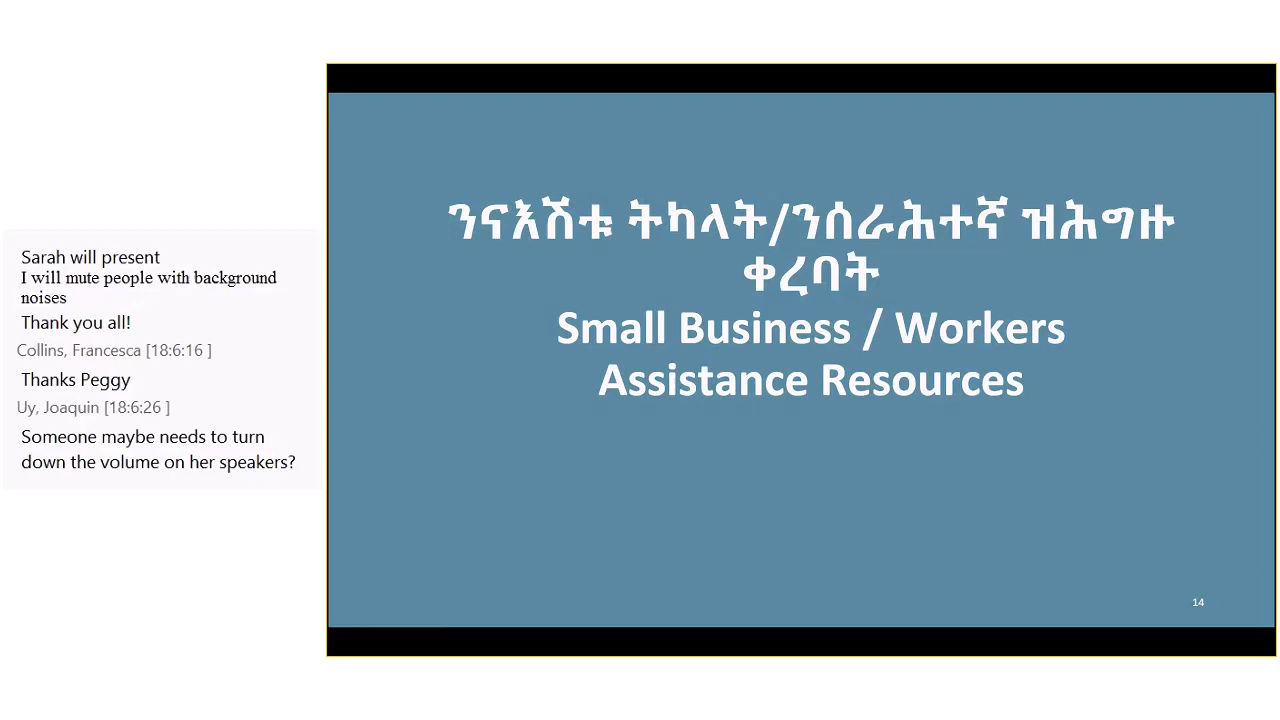 Sarah will present
I will mute people with background
noises
Thank you all!
Collins, Francesca [18:6:16 ]
Thanks Peggy
Uy, Joaquin [18:6:26 ]
Someone maybe needs to turn
down the volume on her speakers?
ንናእሽቱ ትካላት/ንሰራሕተኛ ዝሕግዙ
ቀረባት
Small Business / Workers
Assistance Resources
14